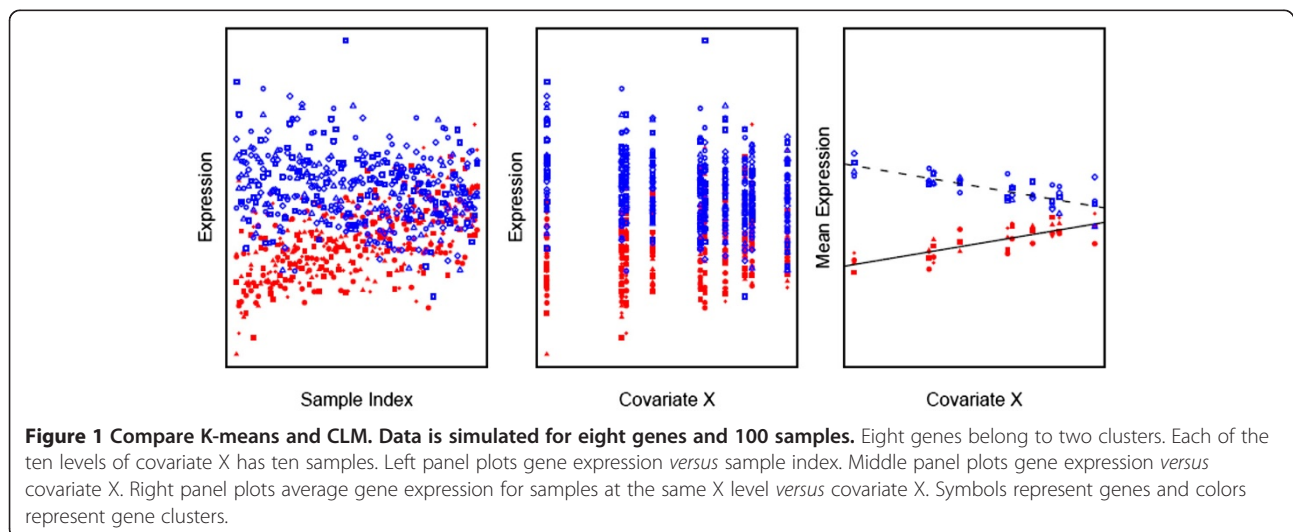 Expression
Sample Index
Expression
Covariate X
Mean Expression
Covariate X
Figure 1 Compare K-means and CLM. Data is simulated for eight genes and 100 samples. Eight genes belong to two clusters. Each of the
ten levels of covariate X has ten samples. Left panel plots gene expression versus sample index. Middle panel plots gene expression versus
covariate X. Right panel plots average gene expression for samples at the same X level versus covariate X. Symbols represent genes and colors
represent gene clusters.